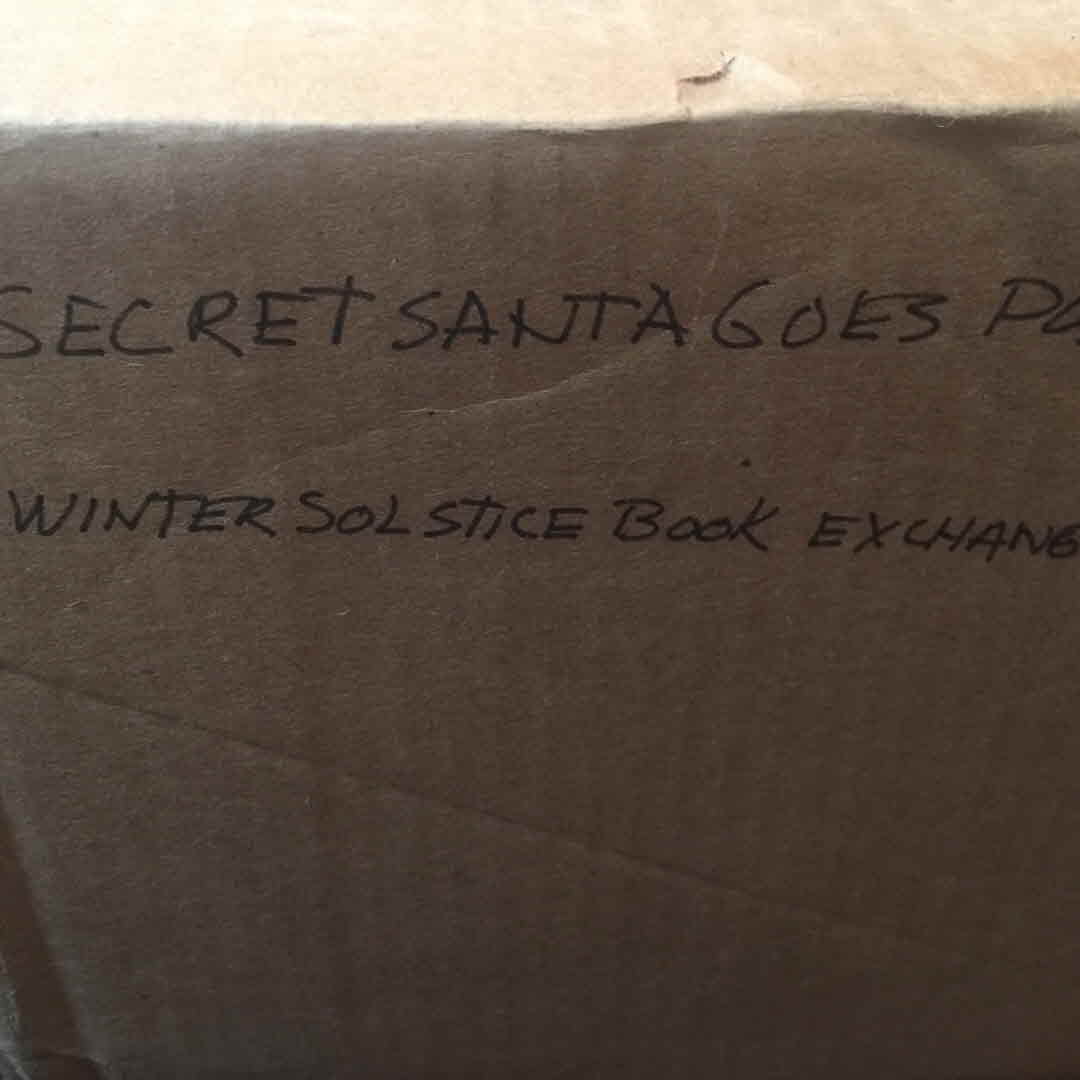 SECRET SANTA GOES
WINTER SOLSTICE BOOK EXCHANG